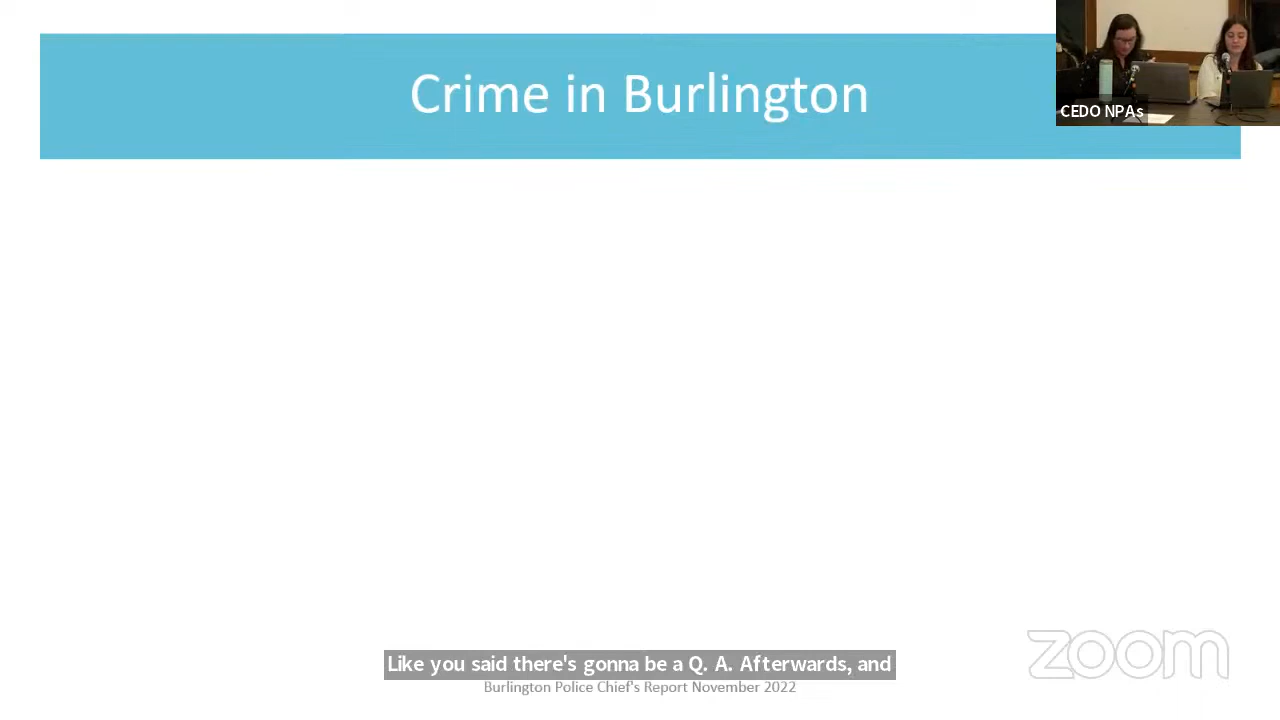 Crime in Burlington
CEDO NPAs
Like you said there's gonna be a Q. A. Afterwards, and
Burlington Police Chief's Report November 2022
zoom